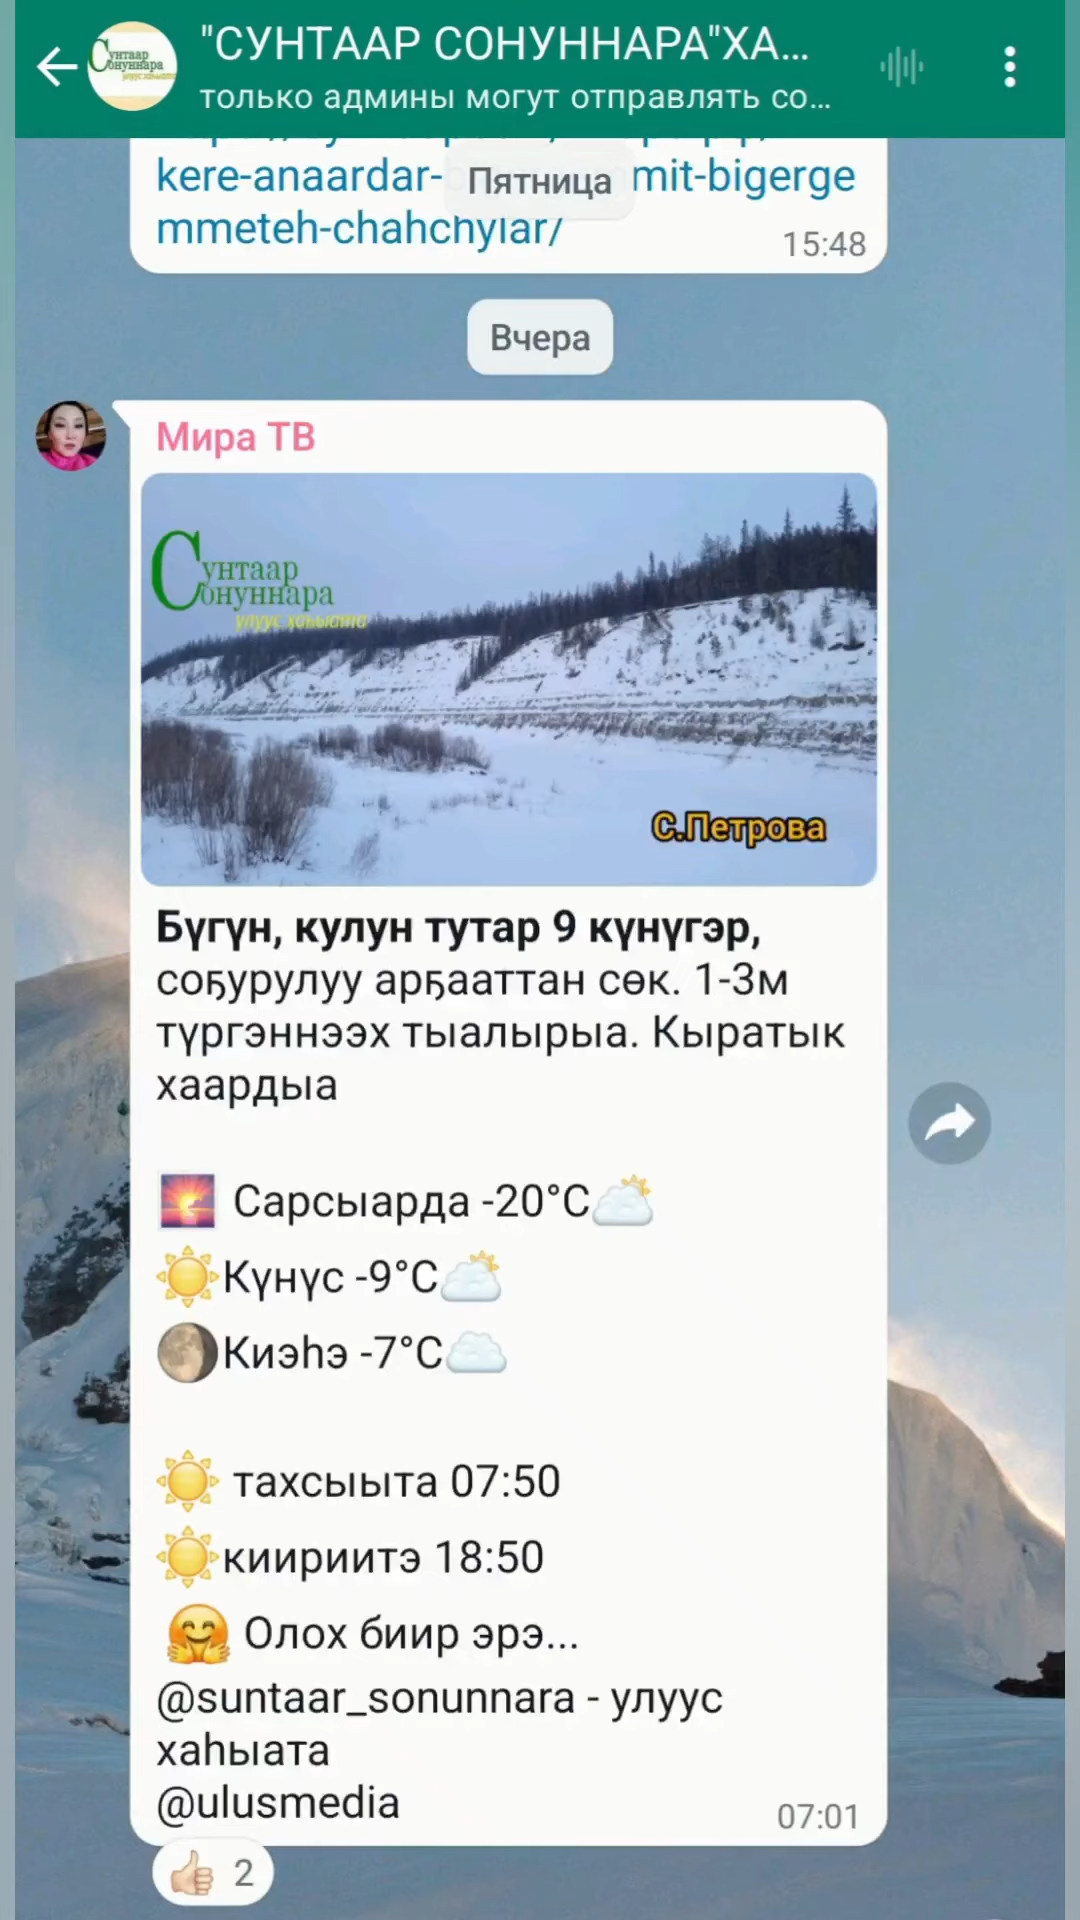 "СУНТААР СОНУННАРА"ХА...
только админы могут отправлять со...
Сунтаар
Сонуннара
kere-anaardar- mit-bigerge
Пятница
mmeteh-chahchylar/
15:48
Вчера
Мира ТВ
Сунтаар
Сонуннара
улуус хаһыата
С.Петрова
Бүгүн, кулун тутар 9 күнүгэр,
соҕурулуу арҕааттан сөк. 1-3м
түргэннээх тыалырыа. Кыратык
хаардыа
Сарсыарда -20°C
Күнүс -9°C
Киэһэ -7°C
тахсыыта 07:50
киириитэ 18:50
Олох биир эрэ...
@suntaar_sonunnara - улуус
хаһыата
@ulusmedia
07:01
2